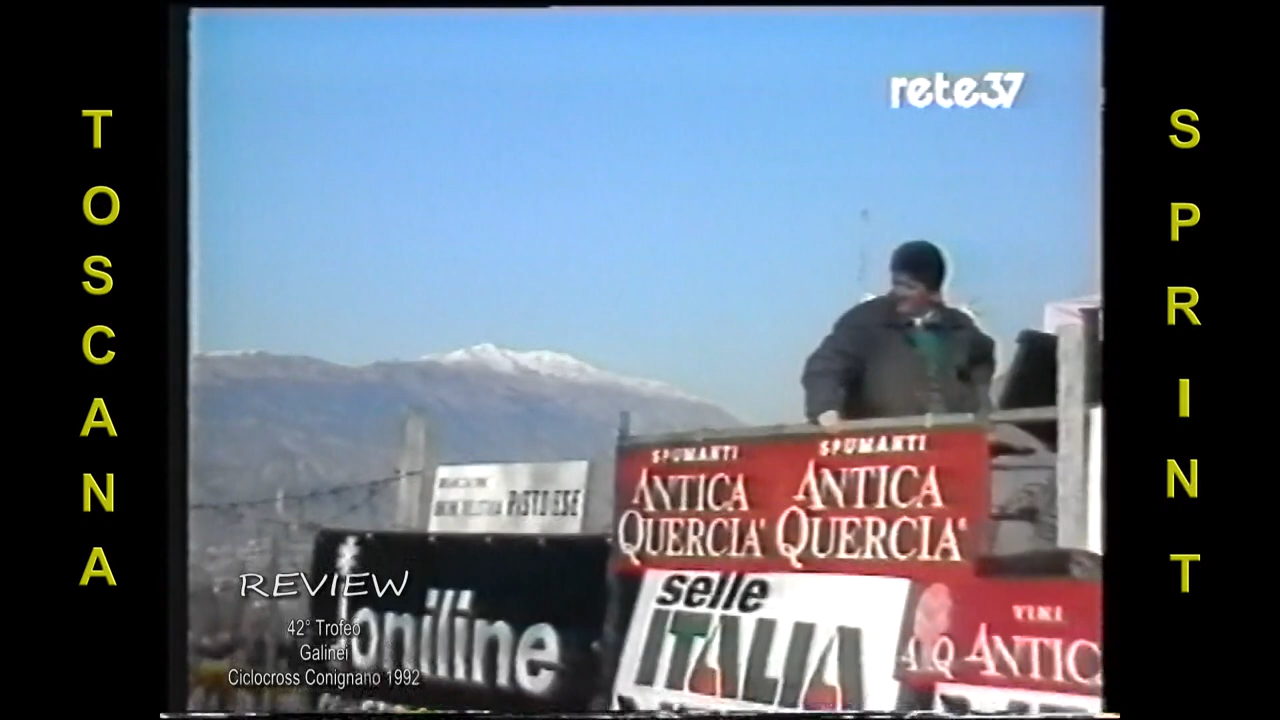 TOSCANA
SPRINT
rete37
PISTOIESE
SPUMANTI SPUMANTI
ANTICA ANTICA
QUERCIA QUERCIA
oniline
selle
ITALIA
VINI
AQ ANTIC
REVIEW
42° Trofeo
Galinei
Ciclocross Conignano 1992